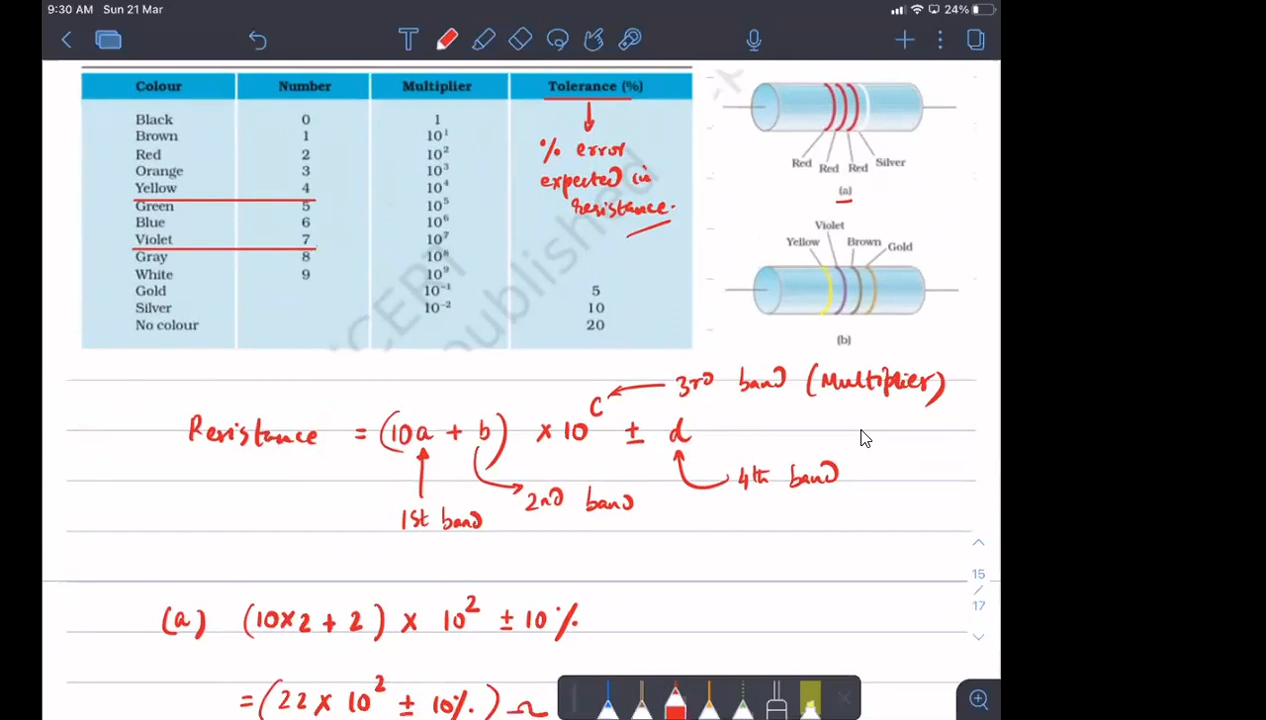 9:30 AM Sun 21 Mar 24%
Colour Number Multiplier Tolerance (%)
Black 0 1
Brown 1 10¹
Red 2 10²
Orange 3 10³
Yellow 4 10⁴
Green 5 10⁵
Blue 6 10⁶
Violet 7 10⁷
Gray 8 10⁸
White 9 10⁹
Gold 10⁻¹ 5
Silver 10⁻² 10
No colour 20
% error
expected in
Resistance.
Red Red Red Silver
(a)
Violet
Yellow Brown Gold
(b)
3rd band (Multiplier)
Resistance = (10a + b) × 10^C ± d
4th band
2nd band
1st band
(a) (10×2 + 2) × 10² ± 10%
= (22 × 10² ± 10%) Ω
15
/
17